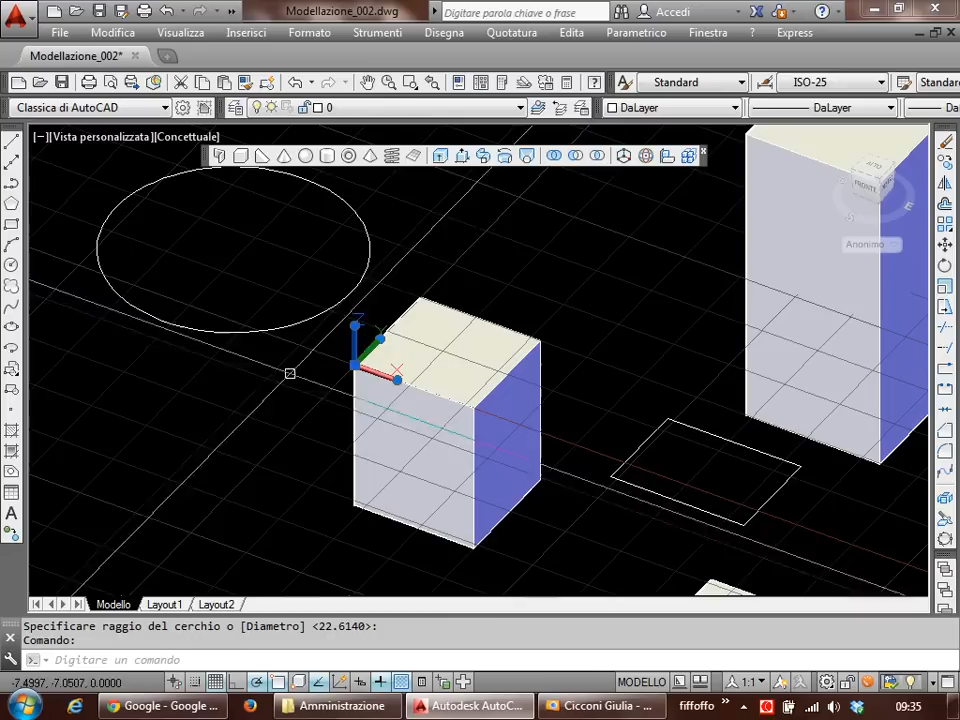 Modellazione_002.dwg
Digitare parola chiave o frase
Accedi
File Modifica Visualizza Inserisci Formato Strumenti Disegna Quotatura Edita Parametrico Finestra ? Express
Modellazione_002*
Standard ISO-25 Standard
Classica di AutoCAD
0
DaLayer DaLayer
[−][Vista personalizzata][Concettuale]
ALTO
FRONTE
E
S
Anonimo
Z
X
Modello Layout1 Layout2
Specificare raggio del cerchio o [Diametro] <22.6140>:
Comando:
Digitare un comando
-7.4997, -7.0507, 0.0000
MODELLO
1:1
Google - Google ...
Amministrazione
Autodesk AutoC...
Cicconi Giulia - ...
fiffoffo
09:35